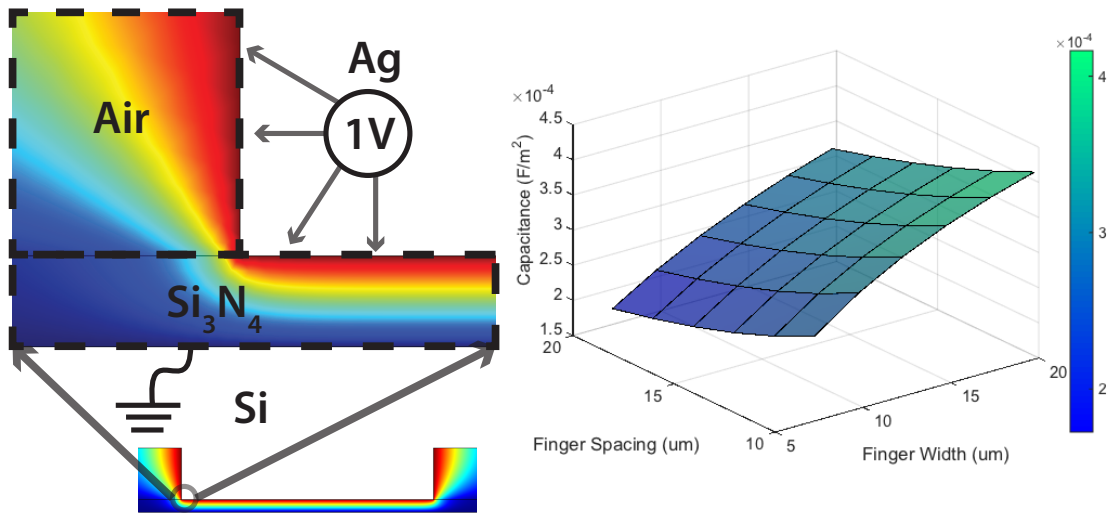 Air
Ag
1V
Si3N4
Si
×10-4
Capacitance (F/m2)
4.5
4
3.5
3
2.5
2
1.5
20
15
10
Finger Spacing (um)
5
10
15
20
Finger Width (um)
×10-4
4
3
2